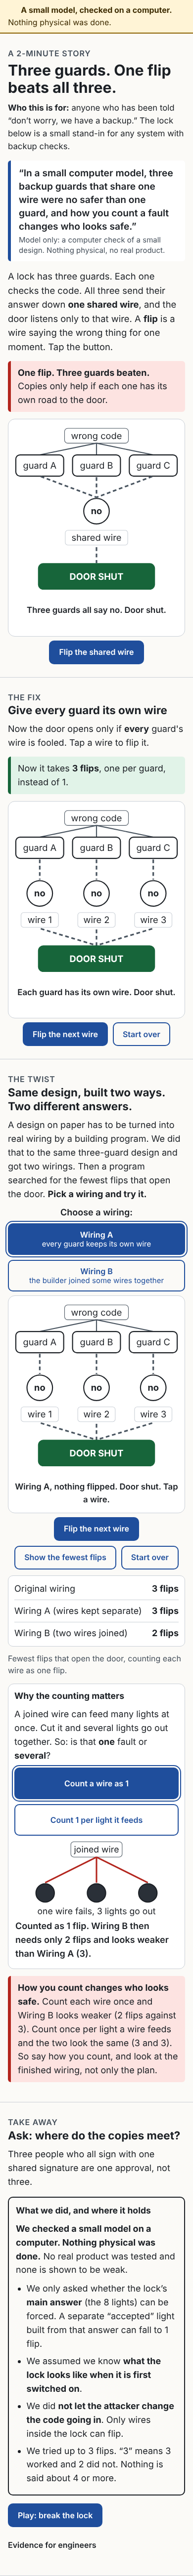 A small model, checked on a computer.
Nothing physical was done.
A 2-MINUTE STORY
Three guards. One flip
beats all three.
Who this is for: anyone who has been told
“don’t worry, we have a backup.” The lock
below is a small stand-in for any system with
backup checks.
“In a small computer model, three
backup guards that share one
wire were no safer than one
guard, and how you count a fault
changes who looks safe.”
Model only: a computer check of a small
design. Nothing physical, no real product.
A lock has three guards. Each one
checks the code. All three send their
answer down one shared wire, and the
door listens only to that wire. A flip is a
wire saying the wrong thing for one
moment. Tap the button.
One flip. Three guards beaten.
Copies only help if each one has its
own road to the door.
wrong code
guard A
guard B
guard C
no
shared wire
DOOR SHUT
Three guards all say no. Door shut.
Flip the shared wire
THE FIX
Give every guard its own wire
Now the door opens only if every guard's
wire is fooled. Tap a wire to flip it.
Now it takes 3 flips, one per guard,
instead of 1.
wrong code
guard A
guard B
guard C
no
no
no
wire 1
wire 2
wire 3
DOOR SHUT
Each guard has its own wire. Door shut.
Flip the next wire
Start over
THE TWIST
Same design, built two ways.
Two different answers.
A design on paper has to be turned into
real wiring by a building program. We did
that to the same three-guard design and
got two wirings. Then a program
searched for the fewest flips that open
the door. Pick a wiring and try it.
Choose a wiring:
Wiring A
every guard keeps its own wire
Wiring B
the builder joined some wires together
wrong code
guard A
guard B
guard C
no
no
no
wire 1
wire 2
wire 3
DOOR SHUT
Wiring A, nothing flipped. Door shut. Tap
a wire.
Flip the next wire
Show the fewest flips
Start over
Original wiring 3 flips
Wiring A (wires kept separate) 3 flips
Wiring B (two wires joined) 2 flips
Fewest flips that open the door, counting each
wire as one flip.
Why the counting matters
A joined wire can feed many lights at
once. Cut it and several lights go out
together. So: is that one fault or
several?
Count a wire as 1
Count 1 per light it feeds
joined wire
one wire fails, 3 lights go out
Counted as 1 flip. Wiring B then
needs only 2 flips and looks weaker
than Wiring A (3).
How you count changes who looks
safe. Count each wire once and
Wiring B looks weaker (2 flips against
3). Count once per light a wire feeds
and the two look the same (3 and 3).
So say how you count, and look at the
finished wiring, not only the plan.
TAKE AWAY
Ask: where do the copies meet?
Three people who all sign with one
shared signature are one approval, not
three.
What we did, and where it holds
We checked a small model on a
computer. Nothing physical was
done. No real product was tested and
none is shown to be weak.
• We only asked whether the lock’s
main answer (the 8 lights) can be
forced. A separate “accepted” light
built from that answer can fall to 1
flip.
• We assumed we know what the
lock looks like when it is first
switched on.
• We did not let the attacker change
the code going in. Only wires
inside the lock can flip.
• We tried up to 3 flips. “3” means 3
worked and 2 did not. Nothing is
said about 4 or more.
Play: break the lock
Evidence for engineers